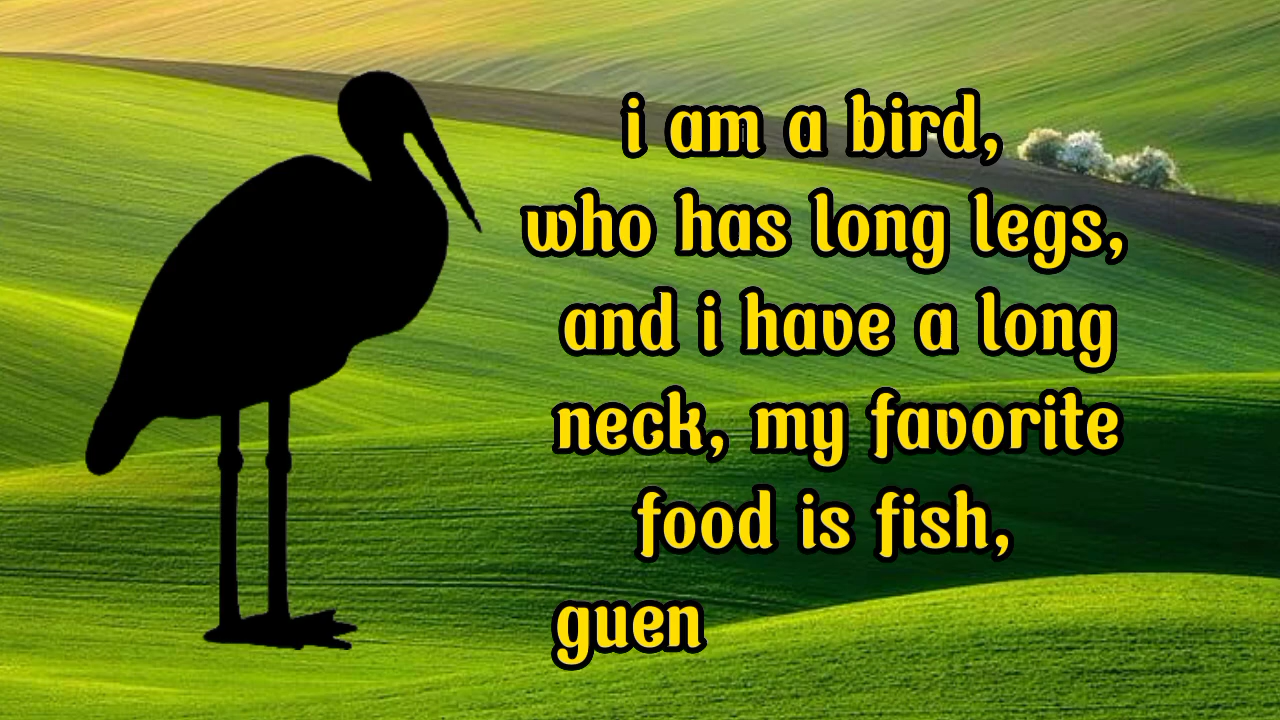 i am a bird,
who has long legs,
and i have a long
neck, my favorite
food is fish,
guen